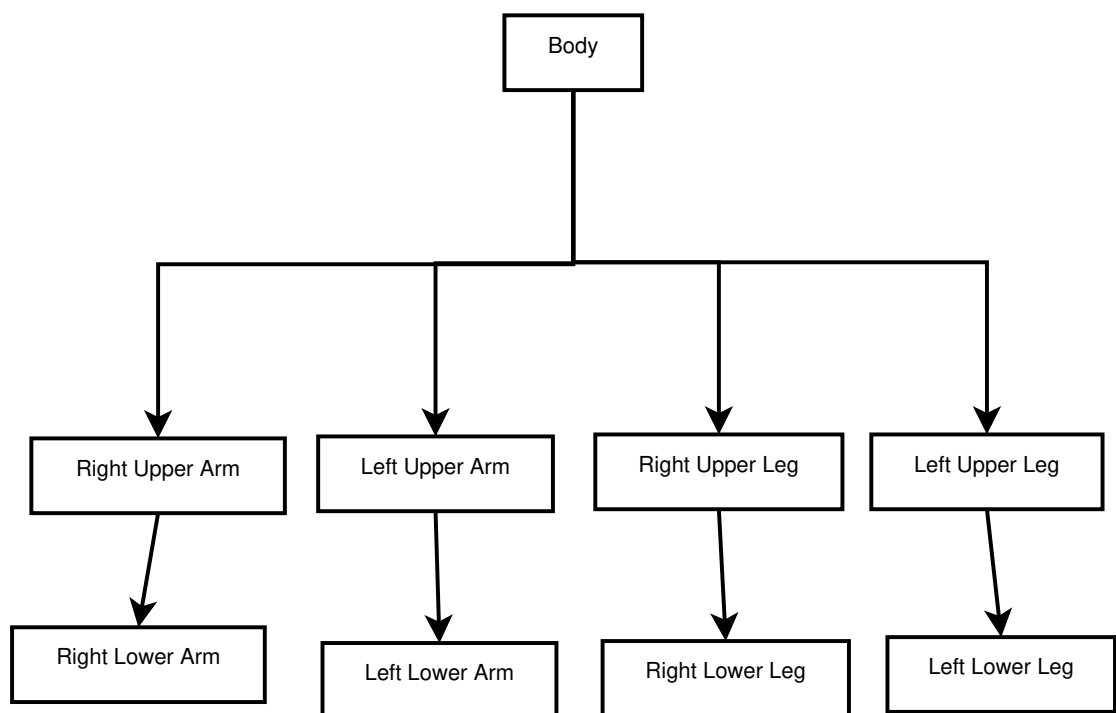 Body
Right Upper Arm
Left Upper Arm
Right Upper Leg
Left Upper Leg
Right Lower Arm
Left Lower Arm
Right Lower Leg
Left Lower Leg